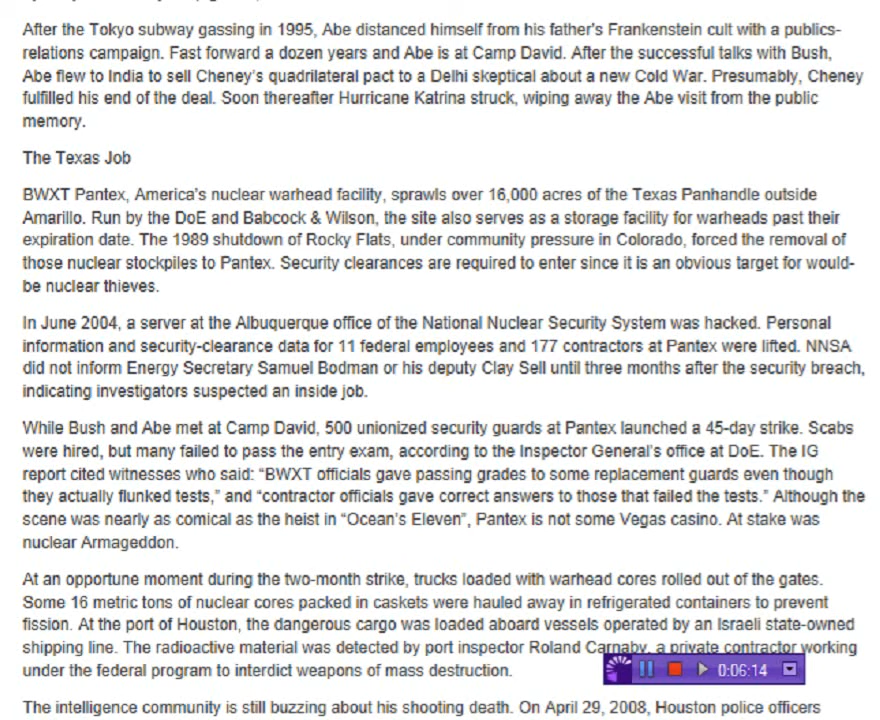 After the Tokyo subway gassing in 1995, Abe distanced himself from his father's Frankenstein cult with a publics-
relations campaign. Fast forward a dozen years and Abe is at Camp David. After the successful talks with Bush,
Abe flew to India to sell Cheney's quadrilateral pact to a Delhi skeptical about a new Cold War. Presumably, Cheney
fulfilled his end of the deal. Soon thereafter Hurricane Katrina struck, wiping away the Abe visit from the public
memory.
The Texas Job
BWXT Pantex, America's nuclear warhead facility, sprawls over 16,000 acres of the Texas Panhandle outside
Amarillo. Run by the DoE and Babcock & Wilson, the site also serves as a storage facility for warheads past their
expiration date. The 1989 shutdown of Rocky Flats, under community pressure in Colorado, forced the removal of
those nuclear stockpiles to Pantex. Security clearances are required to enter since it is an obvious target for would-
be nuclear thieves.
In June 2004, a server at the Albuquerque office of the National Nuclear Security System was hacked. Personal
information and security-clearance data for 11 federal employees and 177 contractors at Pantex were lifted. NNSA
did not inform Energy Secretary Samuel Bodman or his deputy Clay Sell until three months after the security breach,
indicating investigators suspected an inside job.
While Bush and Abe met at Camp David, 500 unionized security guards at Pantex launched a 45-day strike. Scabs
were hired, but many failed to pass the entry exam, according to the Inspector General's office at DoE. The IG
report cited witnesses who said: "BWXT officials gave passing grades to some replacement guards even though
they actually flunked tests," and "contractor officials gave correct answers to those that failed the tests." Although the
scene was nearly as comical as the heist in "Ocean's Eleven", Pantex is not some Vegas casino. At stake was
nuclear Armageddon.
At an opportune moment during the two-month strike, trucks loaded with warhead cores rolled out of the gates.
Some 16 metric tons of nuclear cores packed in caskets were hauled away in refrigerated containers to prevent
fission. At the port of Houston, the dangerous cargo was loaded aboard vessels operated by an Israeli state-owned
shipping line. The radioactive material was detected by port inspector Roland Carnaby, a private contractor working
under the federal program to interdict weapons of mass destruction.
0:06:14
The intelligence community is still buzzing about his shooting death. On April 29, 2008, Houston police officers